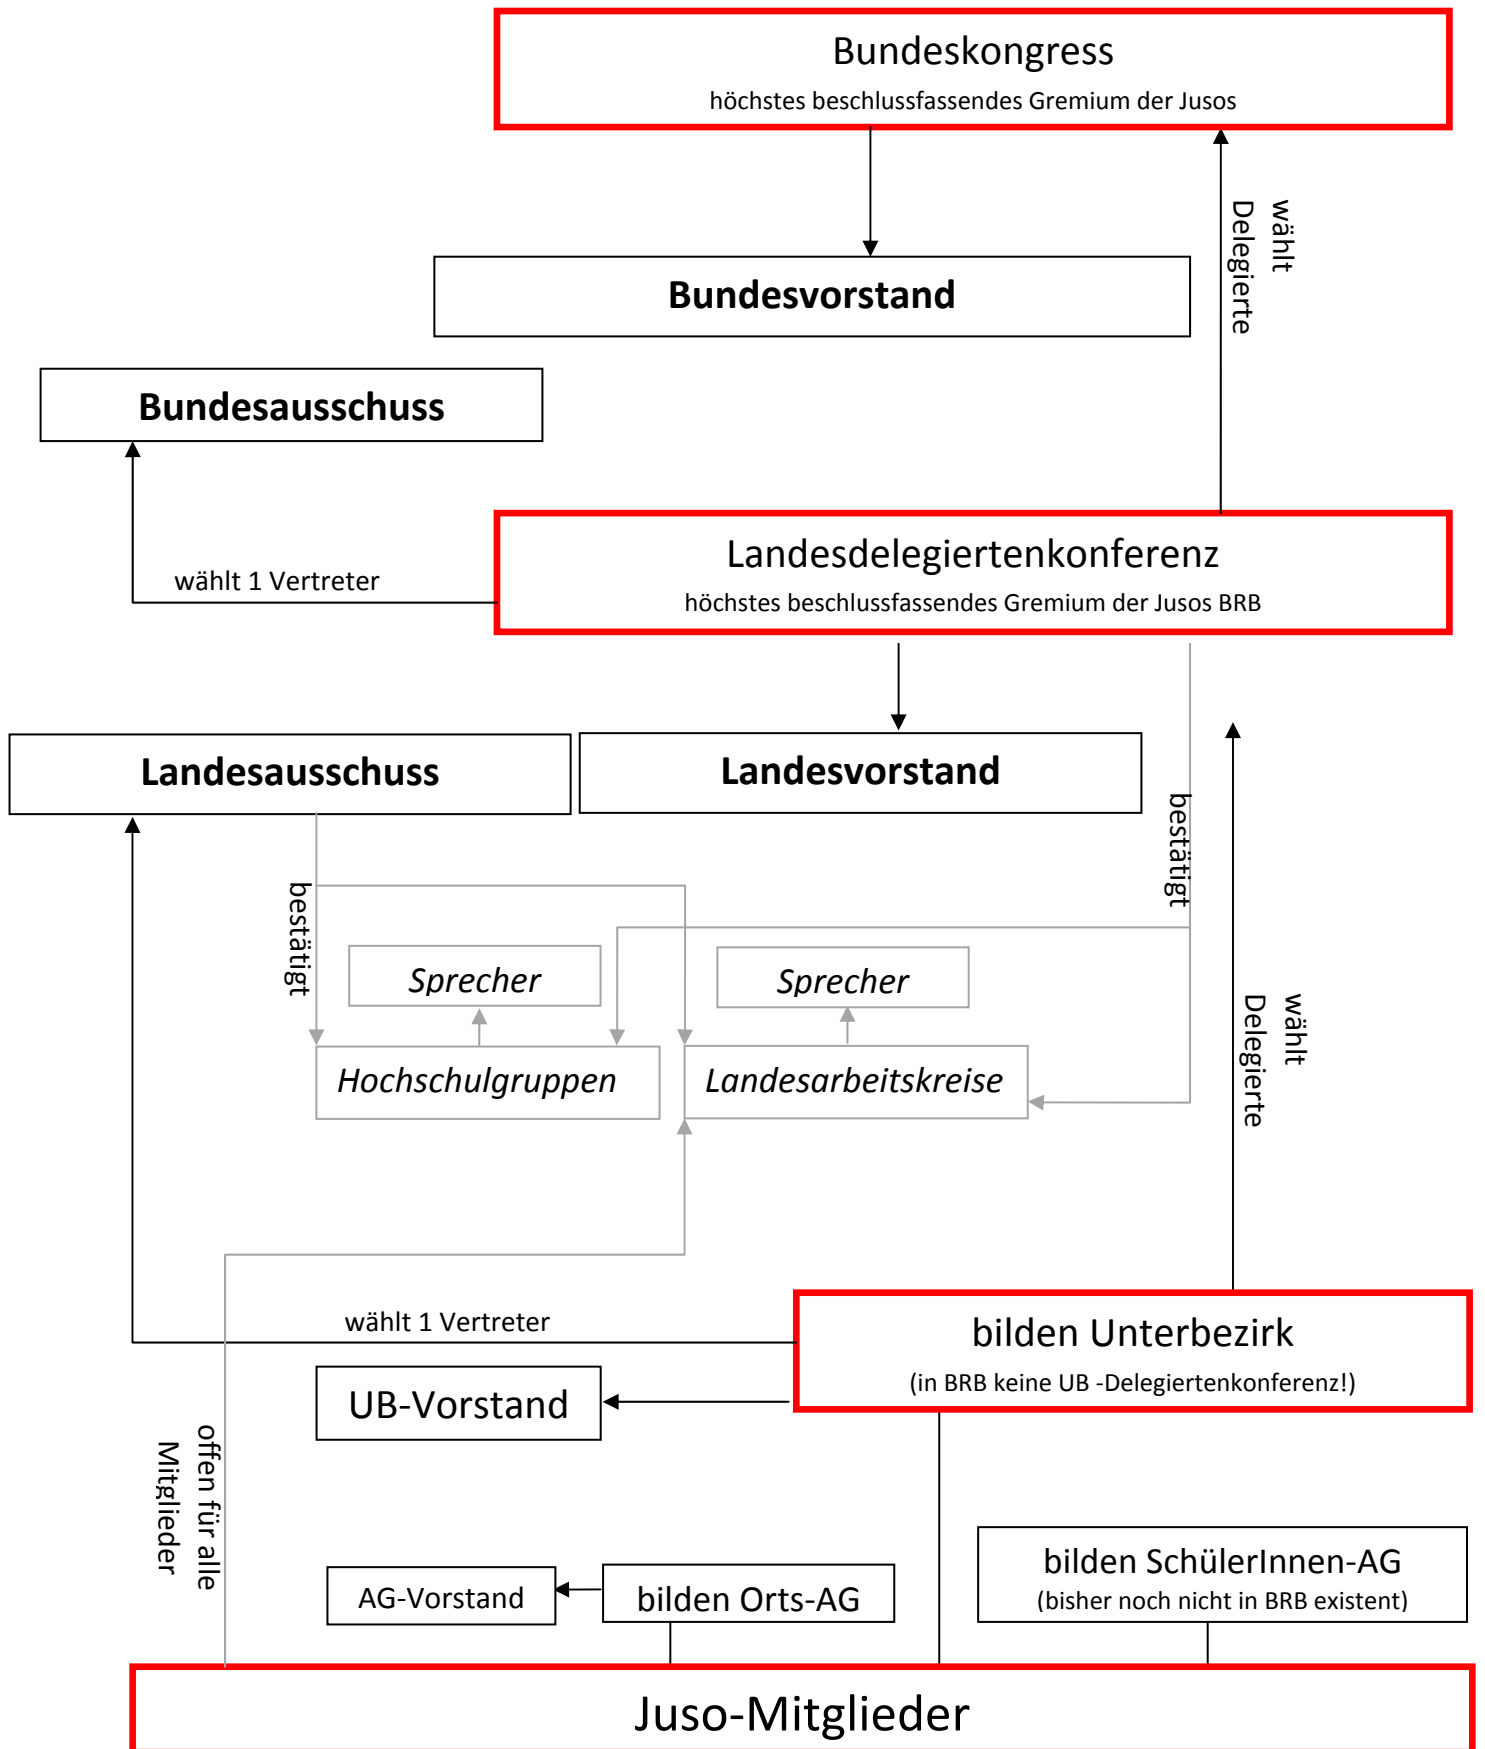 Bundeskongress
höchstes beschlussfassendes Gremium der Jusos
wählt
Delegierte
Bundesvorstand
Bundesausschuss
Landesdelegiertenkonferenz
höchstes beschlussfassendes Gremium der Jusos BRB
wählt 1 Vertreter
Landesausschuss
Landesvorstand
bestätigt
bestätigt
Sprecher
Sprecher
wählt
Delegierte
Hochschulgruppen
Landesarbeitskreise
bilden Unterbezirk
(in BRB keine UB -Delegiertenkonferenz!)
wählt 1 Vertreter
UB-Vorstand
offen für alle
Mitglieder
bilden SchülerInnen-AG
(bisher noch nicht in BRB existent)
AG-Vorstand
bilden Orts-AG
Juso-Mitglieder